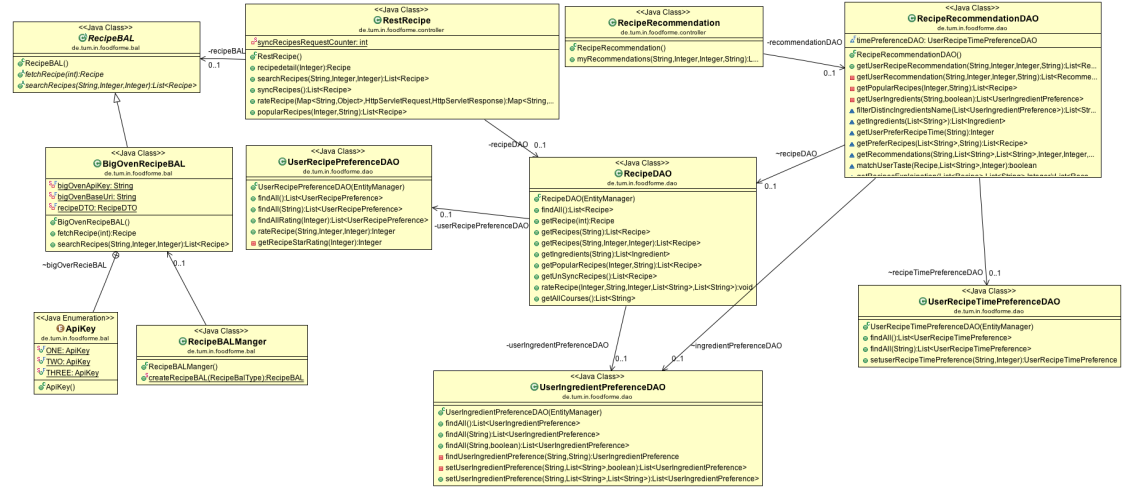 <<Java Class>>
RecipeBAL
de.tum.in.foodforme.bal
RecipeBAL()
fetchRecipe(int):Recipe
searchRecipes(String,Integer,Integer):List<Recipe>
-recipeBAL
0..1
<<Java Class>>
RestRecipe
de.tum.in.foodforme.controller
syncRecipesRequestCounter: int
RestRecipe()
recipedetail(Integer):Recipe
searchRecipes(String,Integer,Integer):List<Recipe>
syncRecipes():List<Recipe>
rateRecipe(Map<String,Object>,HttpServletRequest,HttpServletResponse):Map<String,...
popularRecipes(Integer,String):List<Recipe>
<<Java Class>>
RecipeRecommendation
de.tum.in.foodforme.controller
RecipeRecommendation()
myRecommendations(String,Integer,Integer,String):L...
-recommendationDAO
0..1
<<Java Class>>
RecipeRecommendationDAO
de.tum.in.foodforme.dao
timePreferenceDAO: UserRecipeTimePreferenceDAO
RecipeRecommendationDAO()
getUserRecipeRecommendation(String,Integer,Integer,String):List<Re...
getUserRecommendation(String,Integer,Integer,String):List<Recomme...
getPopularRecipes(Integer,String):List<Recipe>
getUserIngredients(String,boolean):List<UserIngredientPreference>
filterDistincIngredientsName(List<UserIngredientPreference>):List<Str...
getIngredients(List<String>):List<Ingredient>
getUserPreferRecipeTime(String):Integer
getPreferRecipes(List<String>,String):List<Recipe>
getRecommendations(String,List<String>,List<String>,Integer,Integer,...
matchUserTaste(Recipe,List<String>,Integer):boolean
<<Java Class>>
BigOvenRecipeBAL
de.tum.in.foodforme.bal
bigOvenApiKey: String
bigOvenBaseUri: String
recipeDTO: RecipeDTO
BigOvenRecipeBAL()
fetchRecipe(int):Recipe
searchRecipes(String,Integer,Integer):List<Recipe>
~bigOverRecieBAL
0..1
<<Java Class>>
UserRecipePreferenceDAO
de.tum.in.foodforme.dao
UserRecipePreferenceDAO(EntityManager)
findAll():List<UserRecipePreference>
findAll(String):List<UserRecipePreference>
findAllRating(Integer):List<UserRecipePreference>
rateRecipe(String,Integer,Integer):Integer
getRecipeStarRating(Integer):Integer
0..1
-userRecipePreferenceDAO
-recipeDAO
0..1
<<Java Class>>
RecipeDAO
de.tum.in.foodforme.dao
RecipeDAO(EntityManager)
findAll():List<Recipe>
getRecipe(int):Recipe
getRecipes(String):List<Recipe>
getRecipes(String,Integer,Integer):List<Recipe>
getIngredients(String):List<Ingredient>
getPopularRecipes(Integer,String):List<Recipe>
getUnSyncRecipes():List<Recipe>
rateRecipe(Integer,String,Integer,List<String>,List<String>):void
getAllCourses():List<String>
~recipeDAO
0..1
~recipeTimePreferenceDAO
0..1
<<Java Class>>
UserRecipeTimePreferenceDAO
de.tum.in.foodforme.dao
UserRecipeTimePreferenceDAO(EntityManager)
findAll():List<UserRecipeTimePreference>
findAll(String):List<UserRecipeTimePreference>
setuserRecipeTimePreference(String,Integer):UserRecipeTimePreference
<<Java Enumeration>>
ApiKey
de.tum.in.foodforme.bal
ONE: ApiKey
TWO: ApiKey
THREE: ApiKey
ApiKey()
<<Java Class>>
RecipeBALManger
de.tum.in.foodforme.bal
RecipeBALManger()
createRecipeBAL(RecipeBalType):RecipeBAL
-userIngredentPreferenceDAO
0..1
~ingredientPreferenceDAO
0..1
<<Java Class>>
UserIngredientPreferenceDAO
de.tum.in.foodforme.dao
UserIngredientPreferenceDAO(EntityManager)
findAll():List<UserIngredientPreference>
findAll(String):List<UserIngredientPreference>
findAll(String,boolean):List<UserIngredientPreference>
findUserIngredientPreference(String,String):UserIngredientPreference
setUserIngredientPreference(String,List<String>,boolean):List<UserIngredientPreference>
setUserIngredientPreference(String,List<String>,List<String>):List<UserIngredientPreference>